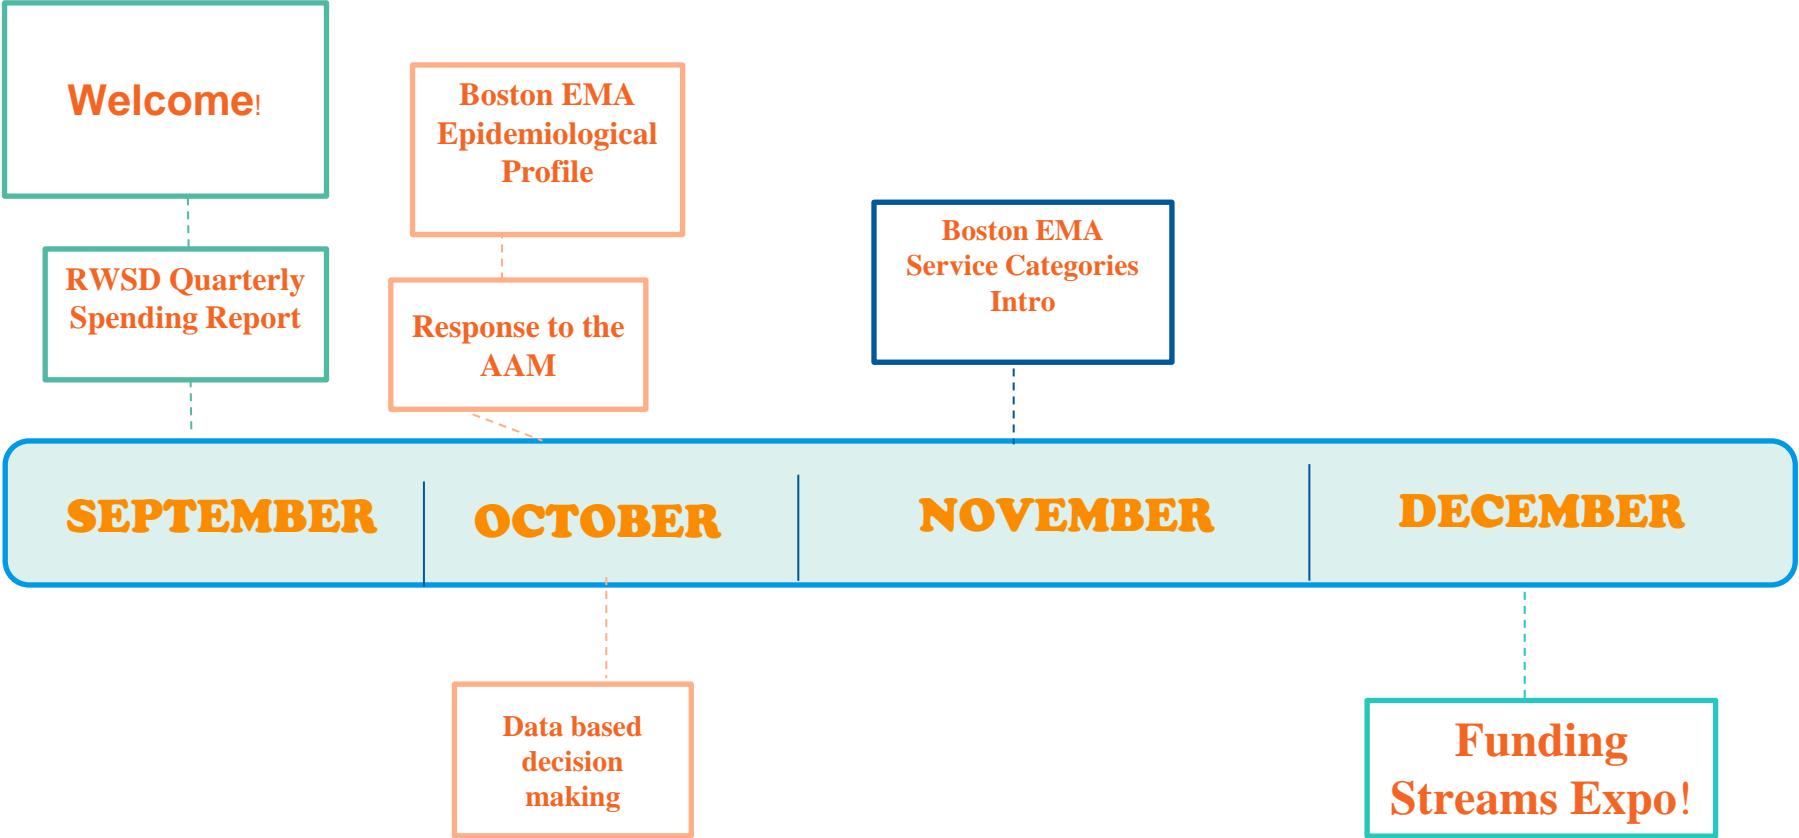 Welcome!
RWSD Quarterly
Spending Report
Boston EMA
Epidemiological
Profile
Response to the
AAM
Boston EMA
Service Categories
Intro
SEPTEMBER
OCTOBER
NOVEMBER
DECEMBER
Data based
decision
making
Funding
Streams Expo!